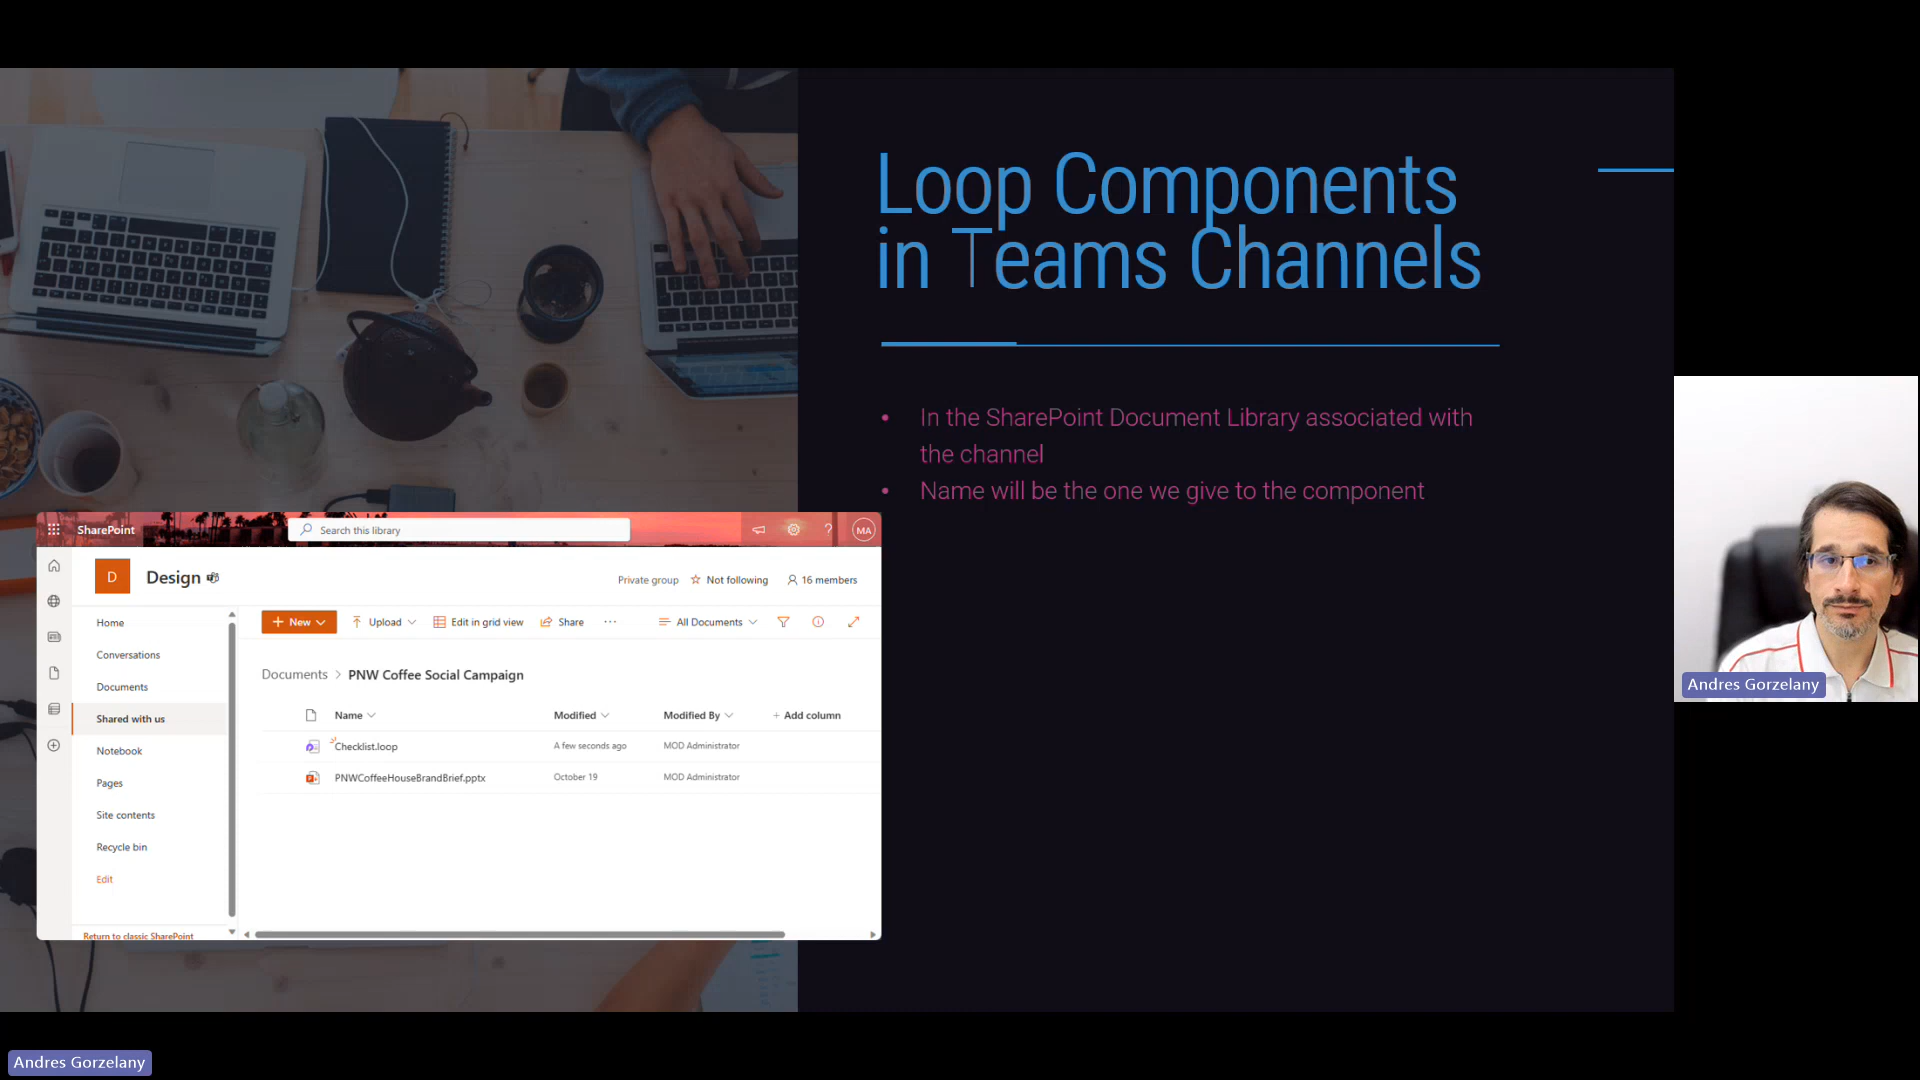 Loop Components
in Teams Channels
• In the SharePoint Document Library associated with
the channel
• Name will be the one we give to the component
SharePoint
Search this library
?
MA
D
Design
Private group
Not following
16 members
Home
Conversations
Documents
Shared with us
Notebook
Pages
Site contents
Recycle bin
Edit
Return to classic SharePoint
+ New
Upload
Edit in grid view
Share
...
All Documents
Documents > PNW Coffee Social Campaign
Name
Modified
Modified By
+ Add column
Checklist.loop
A few seconds ago
MOD Administrator
PNWCoffeeHouseBrandBrief.pptx
October 19
MOD Administrator
Andres Gorzelany
Andres Gorzelany